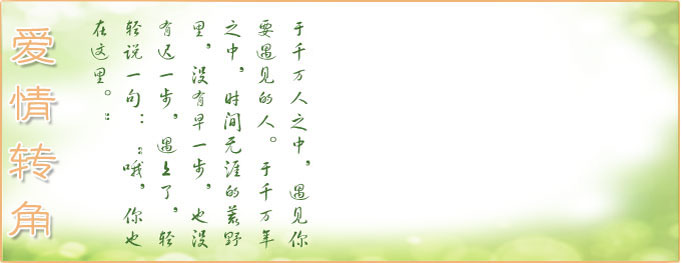 爱情转角
于千万人之中，遇见你
要遇见的人。于千万年
之中，时间无涯的荒野
里，没有早一步，也没
有迟一步，遇上了，轻
轻说一句：“哦，你也
在这里。”